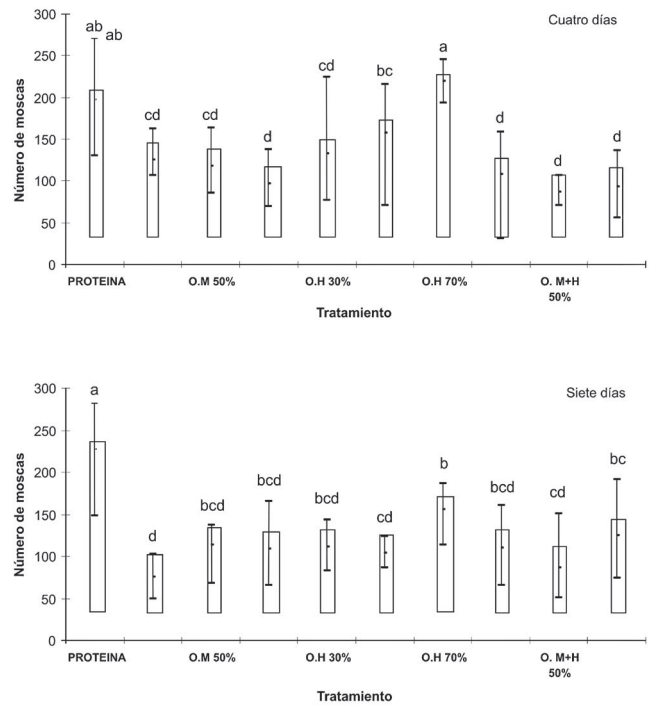 Cuatro días
Número de moscas
300
250
200
150
100
50
0
ab
ab
cd
cd
d
cd
bc
a
d
d
d
PROTEINA
O.M 50%
O.H 30%
O.H 70%
O. M+H
50%
Tratamiento
Siete días
Número de moscas
300
250
200
150
100
50
0
a
d
bcd
bcd
bcd
cd
b
bcd
cd
bc
PROTEINA
O.M 50%
O.H 30%
O.H 70%
O. M+H
50%
Tratamiento